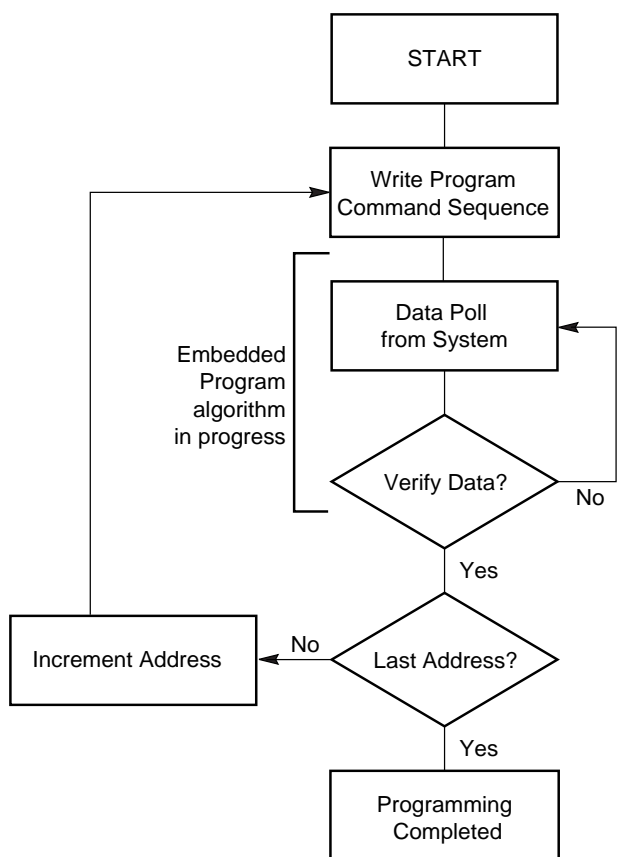 START
Write Program
Command Sequence
Data Poll
from System
Embedded
Program
algorithm
in progress
Verify Data?
No
Yes
No
Increment Address
Last Address?
Yes
Programming
Completed